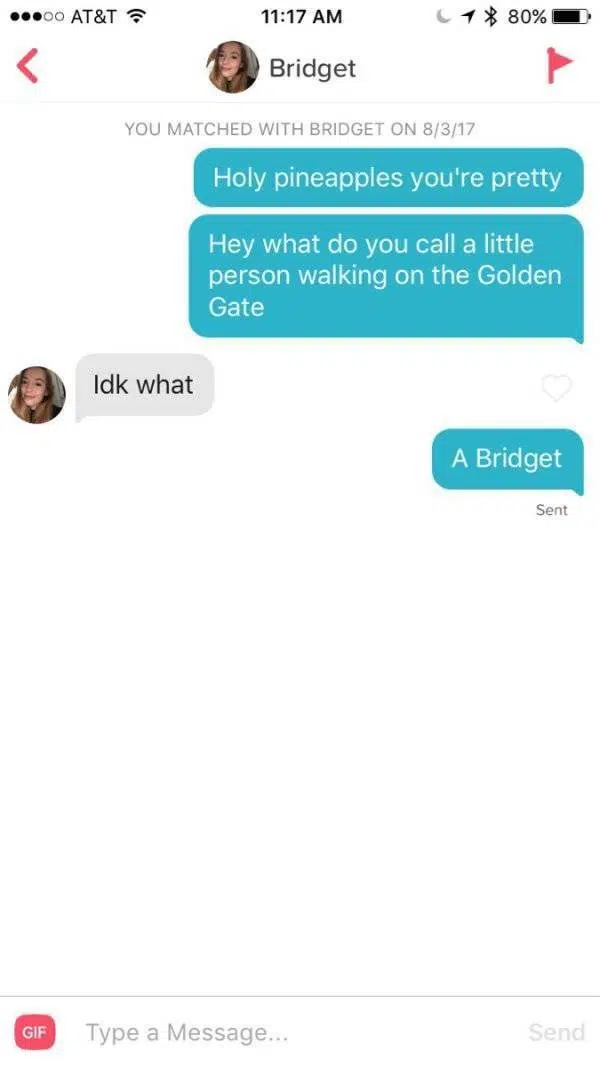 AT&T 11:17 AM 80%
Bridget
YOU MATCHED WITH BRIDGET ON 8/3/17
Holy pineapples you're pretty
Hey what do you call a little
person walking on the Golden
Gate
Idk what
A Bridget
Sent
GIF Type a Message... Send